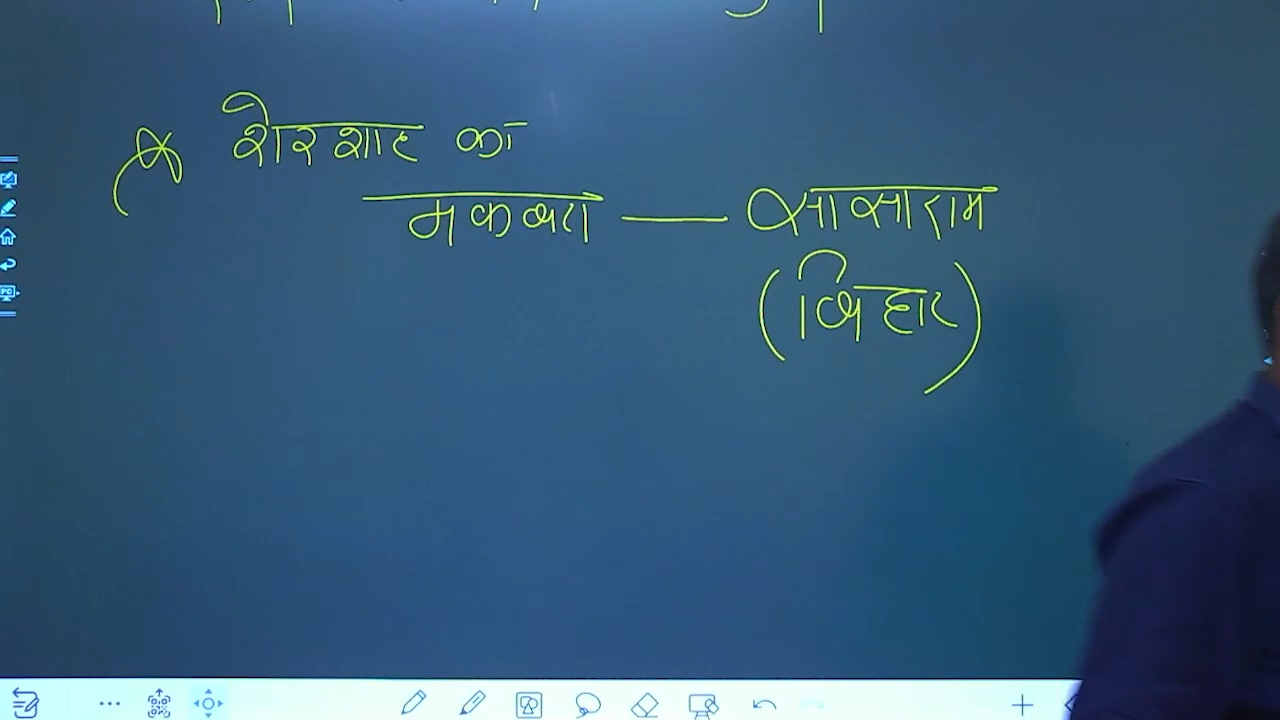 शेरशाह का
मकबरा — सासाराम
(बिहार)